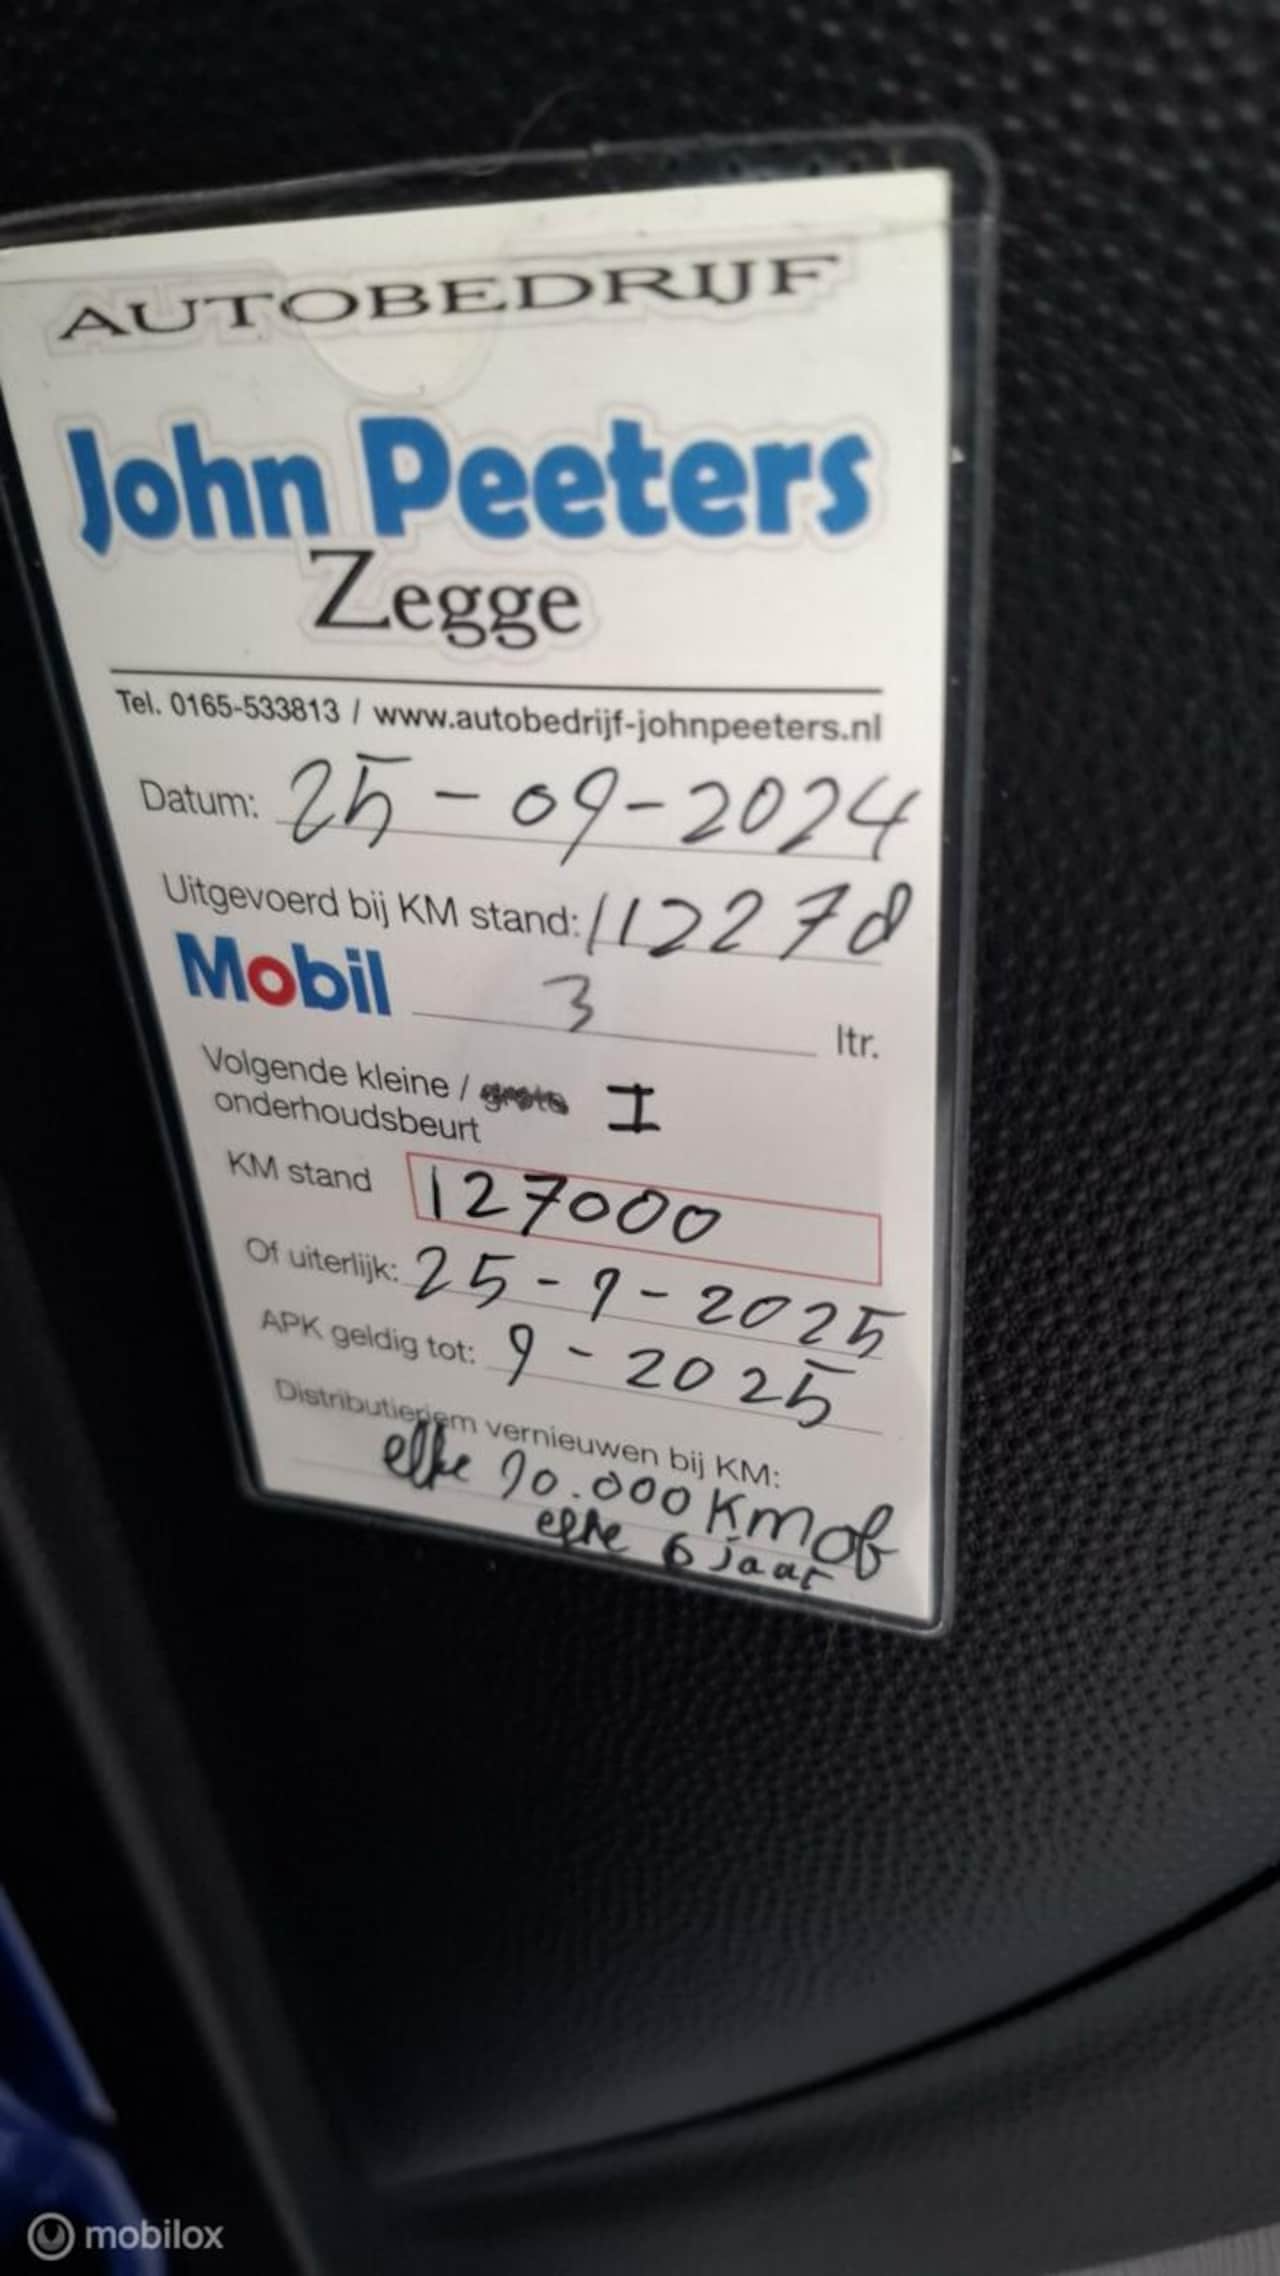 AUTOBEDRIJF
John Peeters
Zegge
Tel. 0165-533813 / www.autobedrijf-johnpeeters.nl
Datum: 25-09-2024
Uitgevoerd bij KM stand: 112278
Mobil 3 ltr.
Volgende kleine / grote I
onderhoudsbeurt
KM stand 127000
Of uiterlijk: 25-9-2025
APK geldig tot: 9-2025
Distributieriem vernieuwen bij KM:
elke 90.000 Km of
elke 6 jaar
mobilox